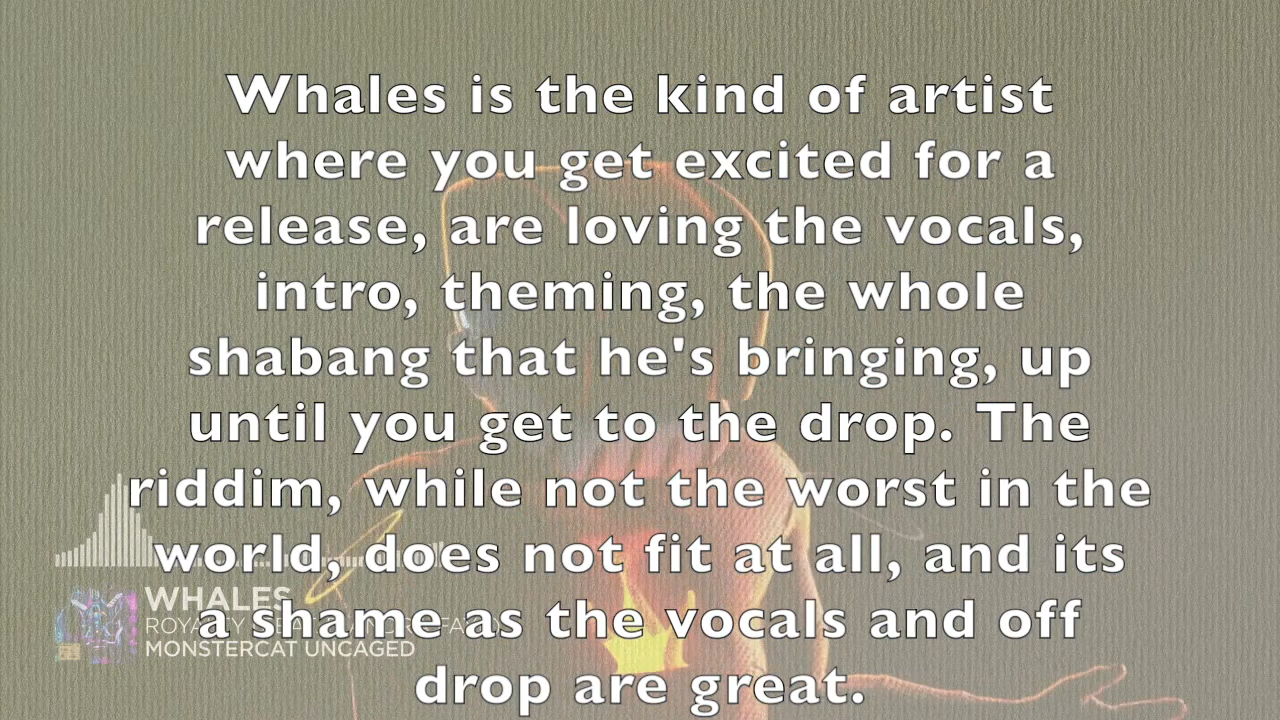 Whales is the kind of artist
where you get excited for a
release, are loving the vocals,
intro, theming, the whole
shabang that he's bringing, up
until you get to the drop. The
riddim, while not the worst in the
world, does not fit at all, and its
a shame as the vocals and off
drop are great.
WHALES
MONSTERCAT UNCAGED